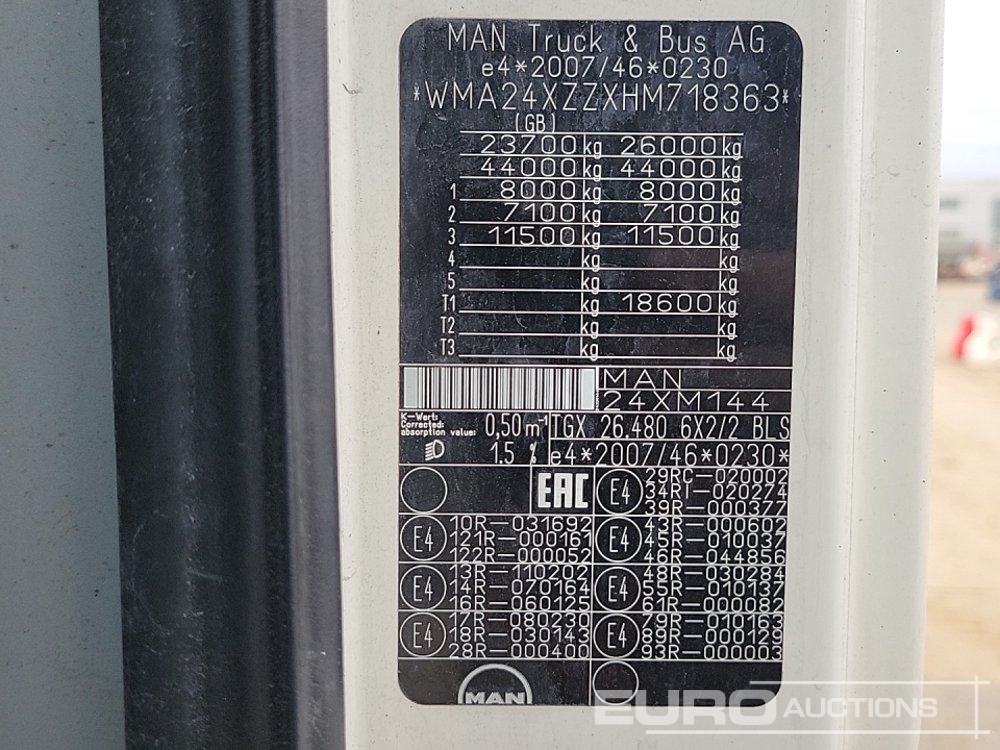 MAN Truck & Bus AG
e4*2007/46*0230
*WMA24XZZXHM718363*
(GB)
23700 kg 26000 kg
44000 kg 44000 kg
1 8000 kg 8000 kg
2 7100 kg 7100 kg
3 11500 kg 11500 kg
4 kg kg
5 kg kg
T1 kg 18600 kg
T2 kg kg
T3 kg kg
MAN
24XM144
K-Wert:
Corrected
absorption value: 0,50 m-1 TGX 26.480 6X2/2 BLS
1.5 % e4*2007/46*0230*
EAC E4 29RC-020002
34RI-020274
39R-000377
E4 10R-031692 E4 43R-000602
121R-000161 45R-010037
122R-000052 46R-044856
E4 13R-110202 E4 48R-030284
14R-070164 55R-010137
16R-060125 61R-000082
E4 17R-080230 E4 79R-010163
18R-030143 89R-000129
28R-000400 93R-000003
MAN
EURO AUCTIONS